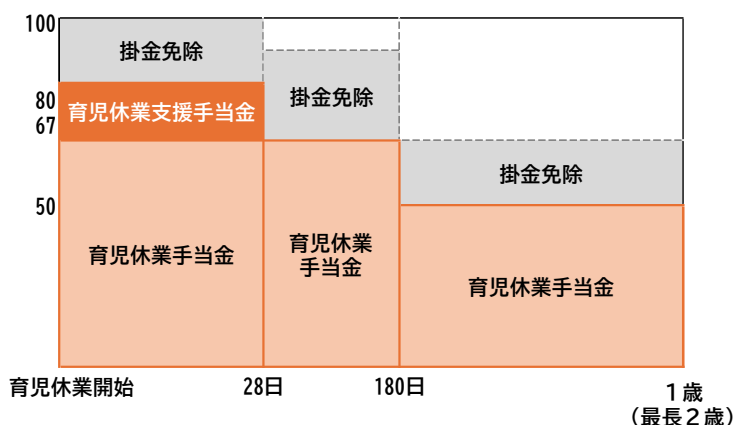 100
掛金免除
掛金免除
80
育児休業支援手当金
67
掛金免除
50
育児休業手当金
育児休業
手当金
育児休業手当金
育児休業開始
28日
180日
1歳
(最長2歳)